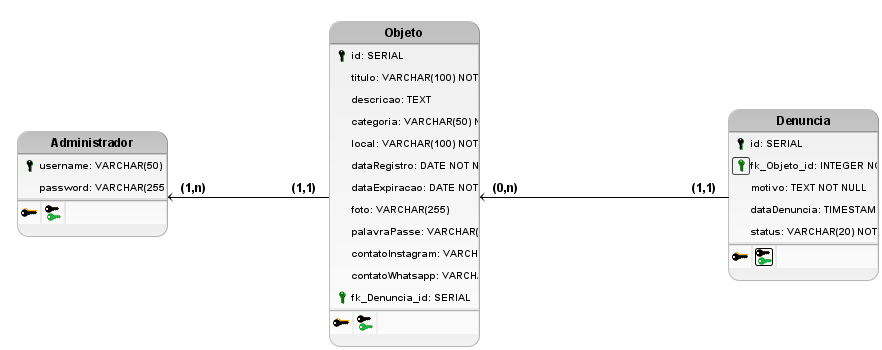 Administrador
username: VARCHAR(50)
password: VARCHAR(255
(1,n)
(1,1)
Objeto
id: SERIAL
titulo: VARCHAR(100) NOT
descricao: TEXT
categoria: VARCHAR(50) N
local: VARCHAR(100) NOT
dataRegistro: DATE NOT N
dataExpiracao: DATE NOT
foto: VARCHAR(255)
palavraPasse: VARCHAR(
contatoInstagram: VARCH
contatoWhatsapp: VARCH
fk_Denuncia_id: SERIAL
(0,n)
(1,1)
Denuncia
id: SERIAL
fk_Objeto_id: INTEGER NO
motivo: TEXT NOT NULL
dataDenuncia: TIMESTAM
status: VARCHAR(20) NOT